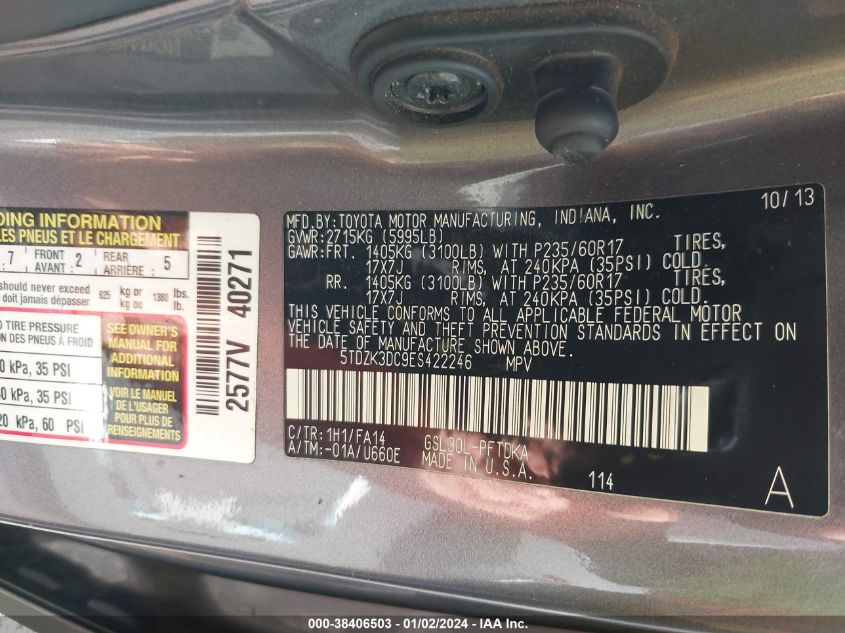 DING INFORMATION
LES PNEUS ET LE CHARGEMENT
7 FRONT AVANT : 2 REAR ARRIÈRE : 5
should never exceed 625 kg or 1380 lbs.
doit jamais dépasser kg ou lb.
TIRE PRESSURE
ON DES PNEUS À FROID
0 kPa, 35 PSI
0 kPa, 35 PSI
20 kPa, 60 PSI
SEE OWNER'S
MANUAL FOR
ADDITIONAL
INFORMATION
VOIR LE MANUEL
DE L'USAGER
POUR PLUS DE
RENSEIGNEMENTS
2577V 40271
10/13
MFD.BY:TOYOTA MOTOR MANUFACTURING, INDIANA, INC.
GVWR:2715KG (5995LB)
GAWR:FRT. 1405KG (3100LB) WITH P235/60R17 TIRES,
17X7J RIMS, AT 240KPA (35PSI) COLD.
RR. 1405KG (3100LB) WITH P235/60R17 TIRES,
17X7J RIMS, AT 240KPA (35PSI) COLD.
THIS VEHICLE CONFORMS TO ALL APPLICABLE FEDERAL MOTOR
VEHICLE SAFETY AND THEFT PREVENTION STANDARDS IN EFFECT ON
THE DATE OF MANUFACTURE SHOWN ABOVE.
5TDZK3DC9ES422246 MPV
C/TR:1H1/FA14 GSL30L-PFTDKA
A/TM:-01A/U660E MADE IN U.S.A.
114
A
000-38406503 - 01/02/2024 - IAA Inc.